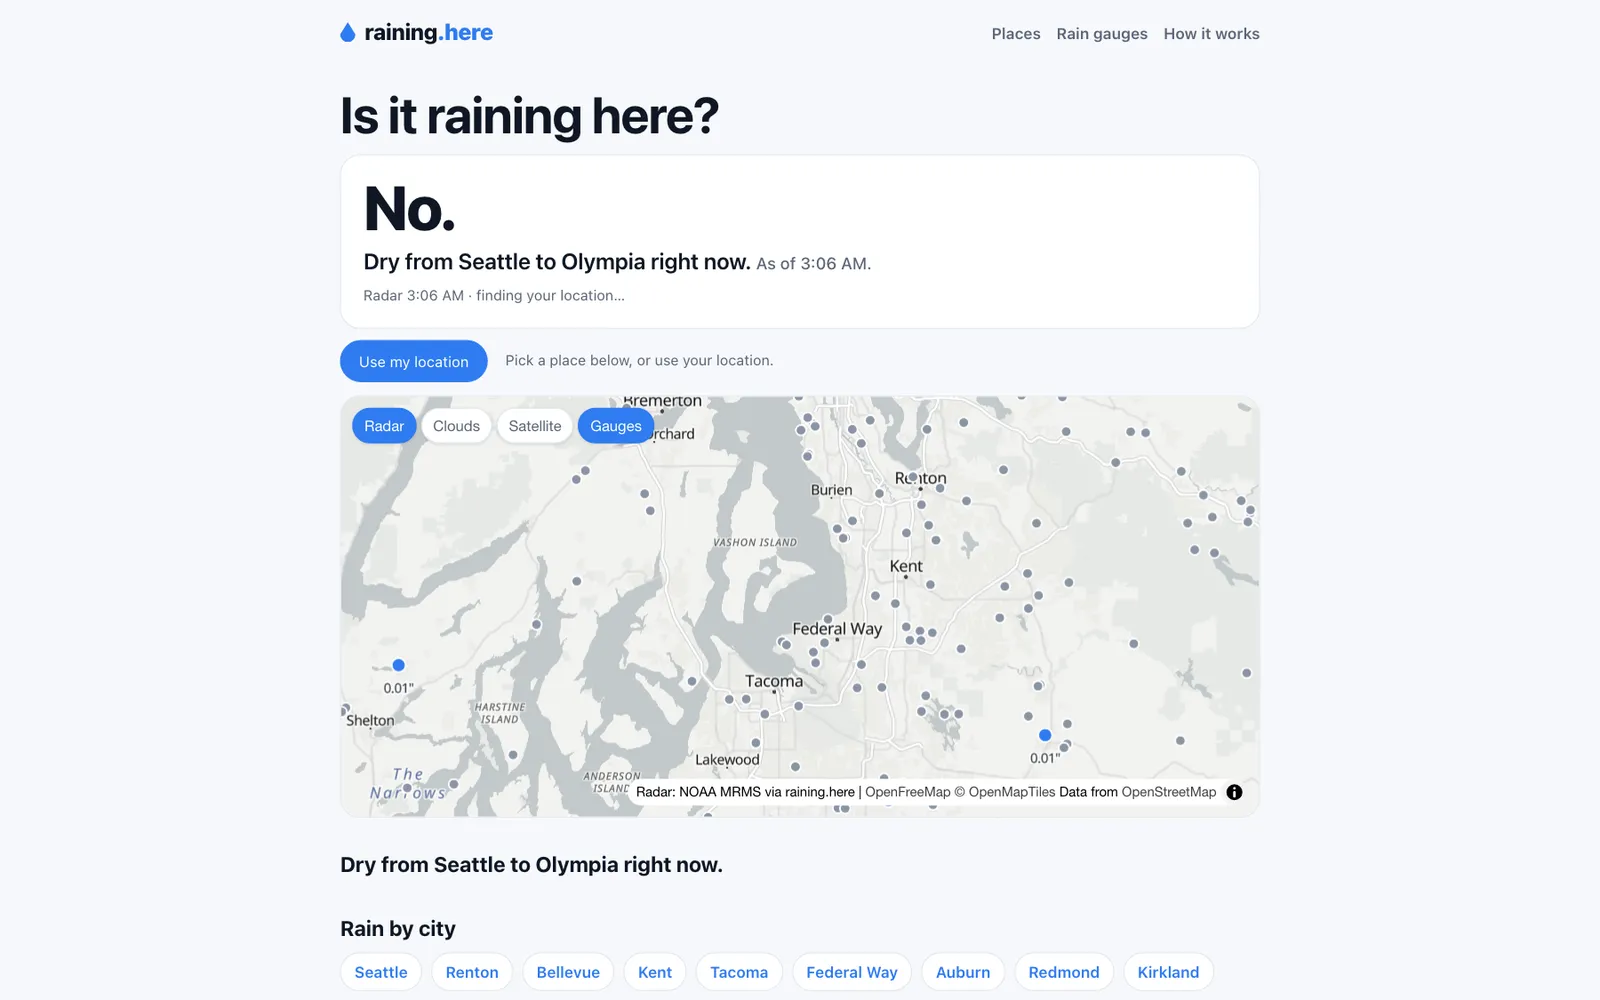 raining.here
Places Rain gauges How it works
Is it raining here?
No.
Dry from Seattle to Olympia right now. As of 3:06 AM.
Radar 3:06 AM · finding your location...
Use my location
Pick a place below, or use your location.
Bremerton
Radar Clouds Satellite Gauges
rchard
Renton
Burien
VASHON ISLAND
Kent
Federal Way
Tacoma
0.01"
HARSTINE
ISLAND
Shelton
Lakewood
0.01"
The
Narrows
ANDERSON
ISLAND
Radar: NOAA MRMS via raining.here | OpenFreeMap © OpenMapTiles Data from OpenStreetMap
Dry from Seattle to Olympia right now.
Rain by city
Seattle Renton Bellevue Kent Tacoma Federal Way Auburn Redmond Kirkland